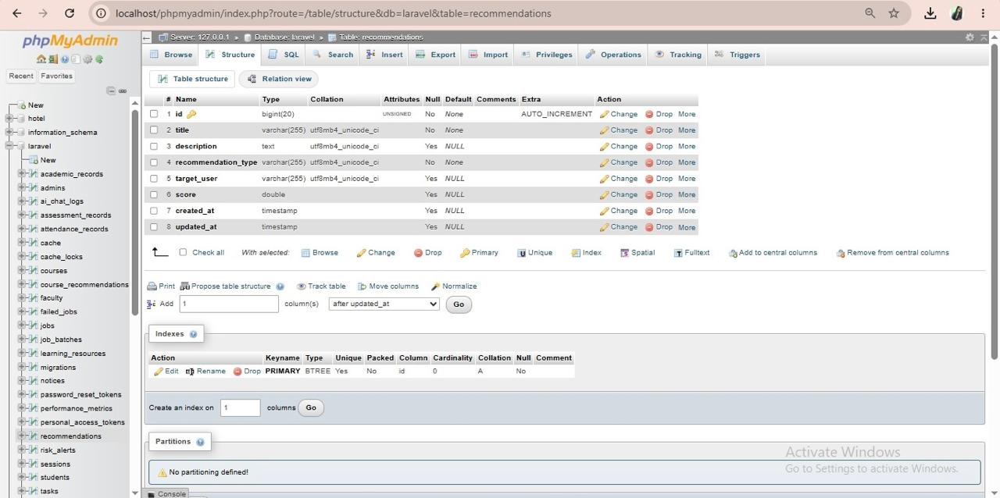 localhost/phpmyadmin/index.php?route=/table/structure&db=laravel&table=recommendations
phpMyAdmin
Recent Favorites
New
hotel
information_schema
laravel
New
academic_records
admins
ai_chat_logs
assessment_records
attendance_records
cache
cache_locks
courses
course_recommendations
faculty
failed_jobs
jobs
job_batches
learning_resources
migrations
notices
password_reset_tokens
performance_metrics
personal_access_tokens
recommendations
risk_alerts
sessions
students
tasks
Server: 127.0.0.1 » Database: laravel » Table: recommendations
Browse Structure SQL Search Insert Export Import Privileges Operations Tracking Triggers
Table structure Relation view
# Name Type Collation Attributes Null Default Comments Extra Action
1 id bigint(20) UNSIGNED No None AUTO_INCREMENT Change Drop More
2 title varchar(255) utf8mb4_unicode_ci No None Change Drop More
3 description text utf8mb4_unicode_ci Yes NULL Change Drop More
4 recommendation_type varchar(255) utf8mb4_unicode_ci No None Change Drop More
5 target_user varchar(255) utf8mb4_unicode_ci Yes NULL Change Drop More
6 score double Yes NULL Change Drop More
7 created_at timestamp Yes NULL Change Drop More
8 updated_at timestamp Yes NULL Change Drop More
Check all With selected: Browse Change Drop Primary Unique Index Spatial Fulltext Add to central columns Remove from central columns
Print Propose table structure Track table Move columns Normalize
Add 1 column(s) after updated_at Go
Indexes
Action Keyname Type Unique Packed Column Cardinality Collation Null Comment
Edit Rename Drop PRIMARY BTREE Yes No id 0 A No
Create an index on 1 columns Go
Partitions
No partitioning defined!
Console
Activate Windows
Go to Settings to activate Windows.